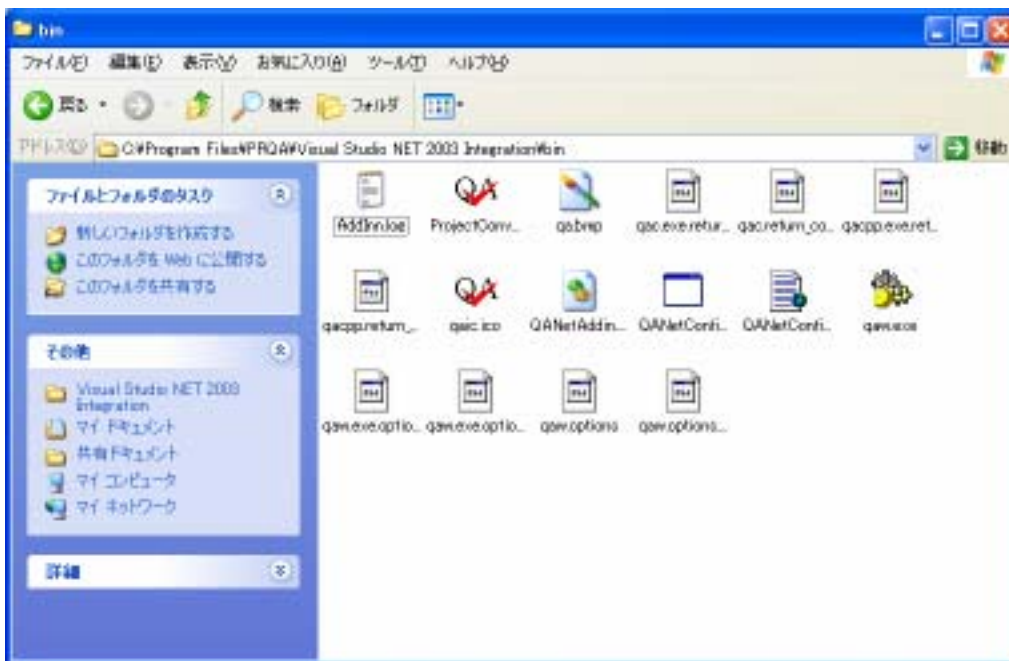 bin
ファイル(F) 編集(E) 表示(V) お気に入り(A) ツール(T) ヘルプ(H)
戻る 検索 フォルダ
アドレス(D) C:¥Program Files¥PRQA¥Visual Studio NET 2003 Integration¥bin 移動
ファイルとフォルダのタスク
新しいフォルダを作成する
このフォルダを Web に公開する
このフォルダを共有する
その他
Visual Studio NET 2003
Integration
マイ ドキュメント
共有ドキュメント
マイ コンピュータ
マイ ネットワーク
詳細
AddInn.log ProjectConv... qa.bmp qac.exe.retur... qac.return_co... qacpp.exe.ret...
qacpp.return_... qaic.ico QANetAddin... QANetConfi... QANetConfi... qaw.exe
qaw.exe.optio... qaw.exe.optio... qaw.options qaw.options...